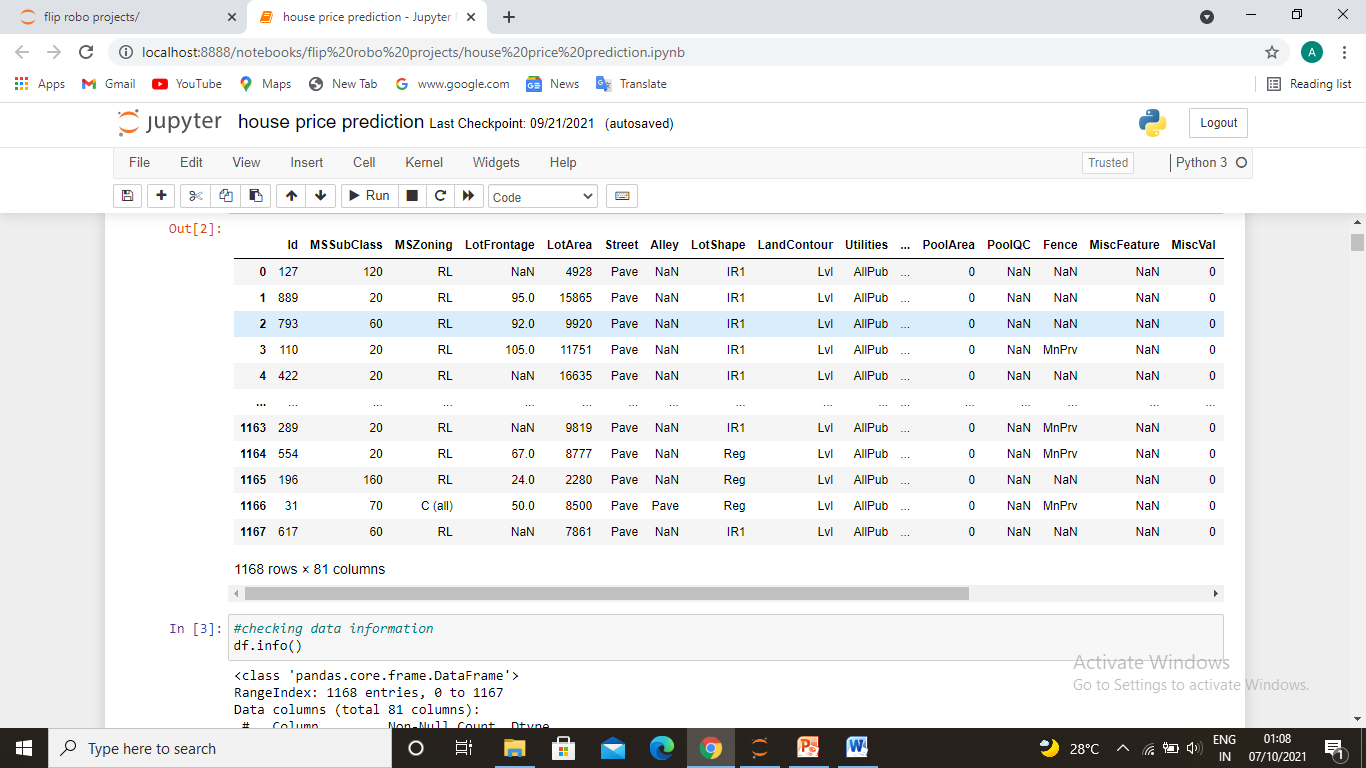 flip robo projects/
house price prediction - Jupyter
localhost:8888/notebooks/flip%20robo%20projects/house%20price%20prediction.ipynb
A
Apps Gmail YouTube Maps New Tab www.google.com News Translate Reading list
jupyter house price prediction Last Checkpoint: 09/21/2021 (autosaved) Logout
File Edit View Insert Cell Kernel Widgets Help Trusted Python 3
Run Code
Out[2]:
Id MSSubClass MSZoning LotFrontage LotArea Street Alley LotShape LandContour Utilities ... PoolArea PoolQC Fence MiscFeature MiscVal
0 127 120 RL NaN 4928 Pave NaN IR1 Lvl AllPub ... 0 NaN NaN NaN 0
1 889 20 RL 95.0 15865 Pave NaN IR1 Lvl AllPub ... 0 NaN NaN NaN 0
2 793 60 RL 92.0 9920 Pave NaN IR1 Lvl AllPub ... 0 NaN NaN NaN 0
3 110 20 RL 105.0 11751 Pave NaN IR1 Lvl AllPub ... 0 NaN MnPrv NaN 0
4 422 20 RL NaN 16635 Pave NaN IR1 Lvl AllPub ... 0 NaN NaN NaN 0
... ... ... ... ... ... ... ... ... ... ... ... ... ... ... ... ...
1163 289 20 RL NaN 9819 Pave NaN IR1 Lvl AllPub ... 0 NaN MnPrv NaN 0
1164 554 20 RL 67.0 8777 Pave NaN Reg Lvl AllPub ... 0 NaN MnPrv NaN 0
1165 196 160 RL 24.0 2280 Pave NaN Reg Lvl AllPub ... 0 NaN NaN NaN 0
1166 31 70 C (all) 50.0 8500 Pave Pave Reg Lvl AllPub ... 0 NaN MnPrv NaN 0
1167 617 60 RL NaN 7861 Pave NaN IR1 Lvl AllPub ... 0 NaN NaN NaN 0
1168 rows × 81 columns
In [3]: #checking data information
df.info()
<class 'pandas.core.frame.DataFrame'>
RangeIndex: 1168 entries, 0 to 1167
Data columns (total 81 columns):
# Column Non-Null Count Dtype
Activate Windows
Go to Settings to activate Windows.
Type here to search
28°C
ENG
IN
01:08
07/10/2021
1